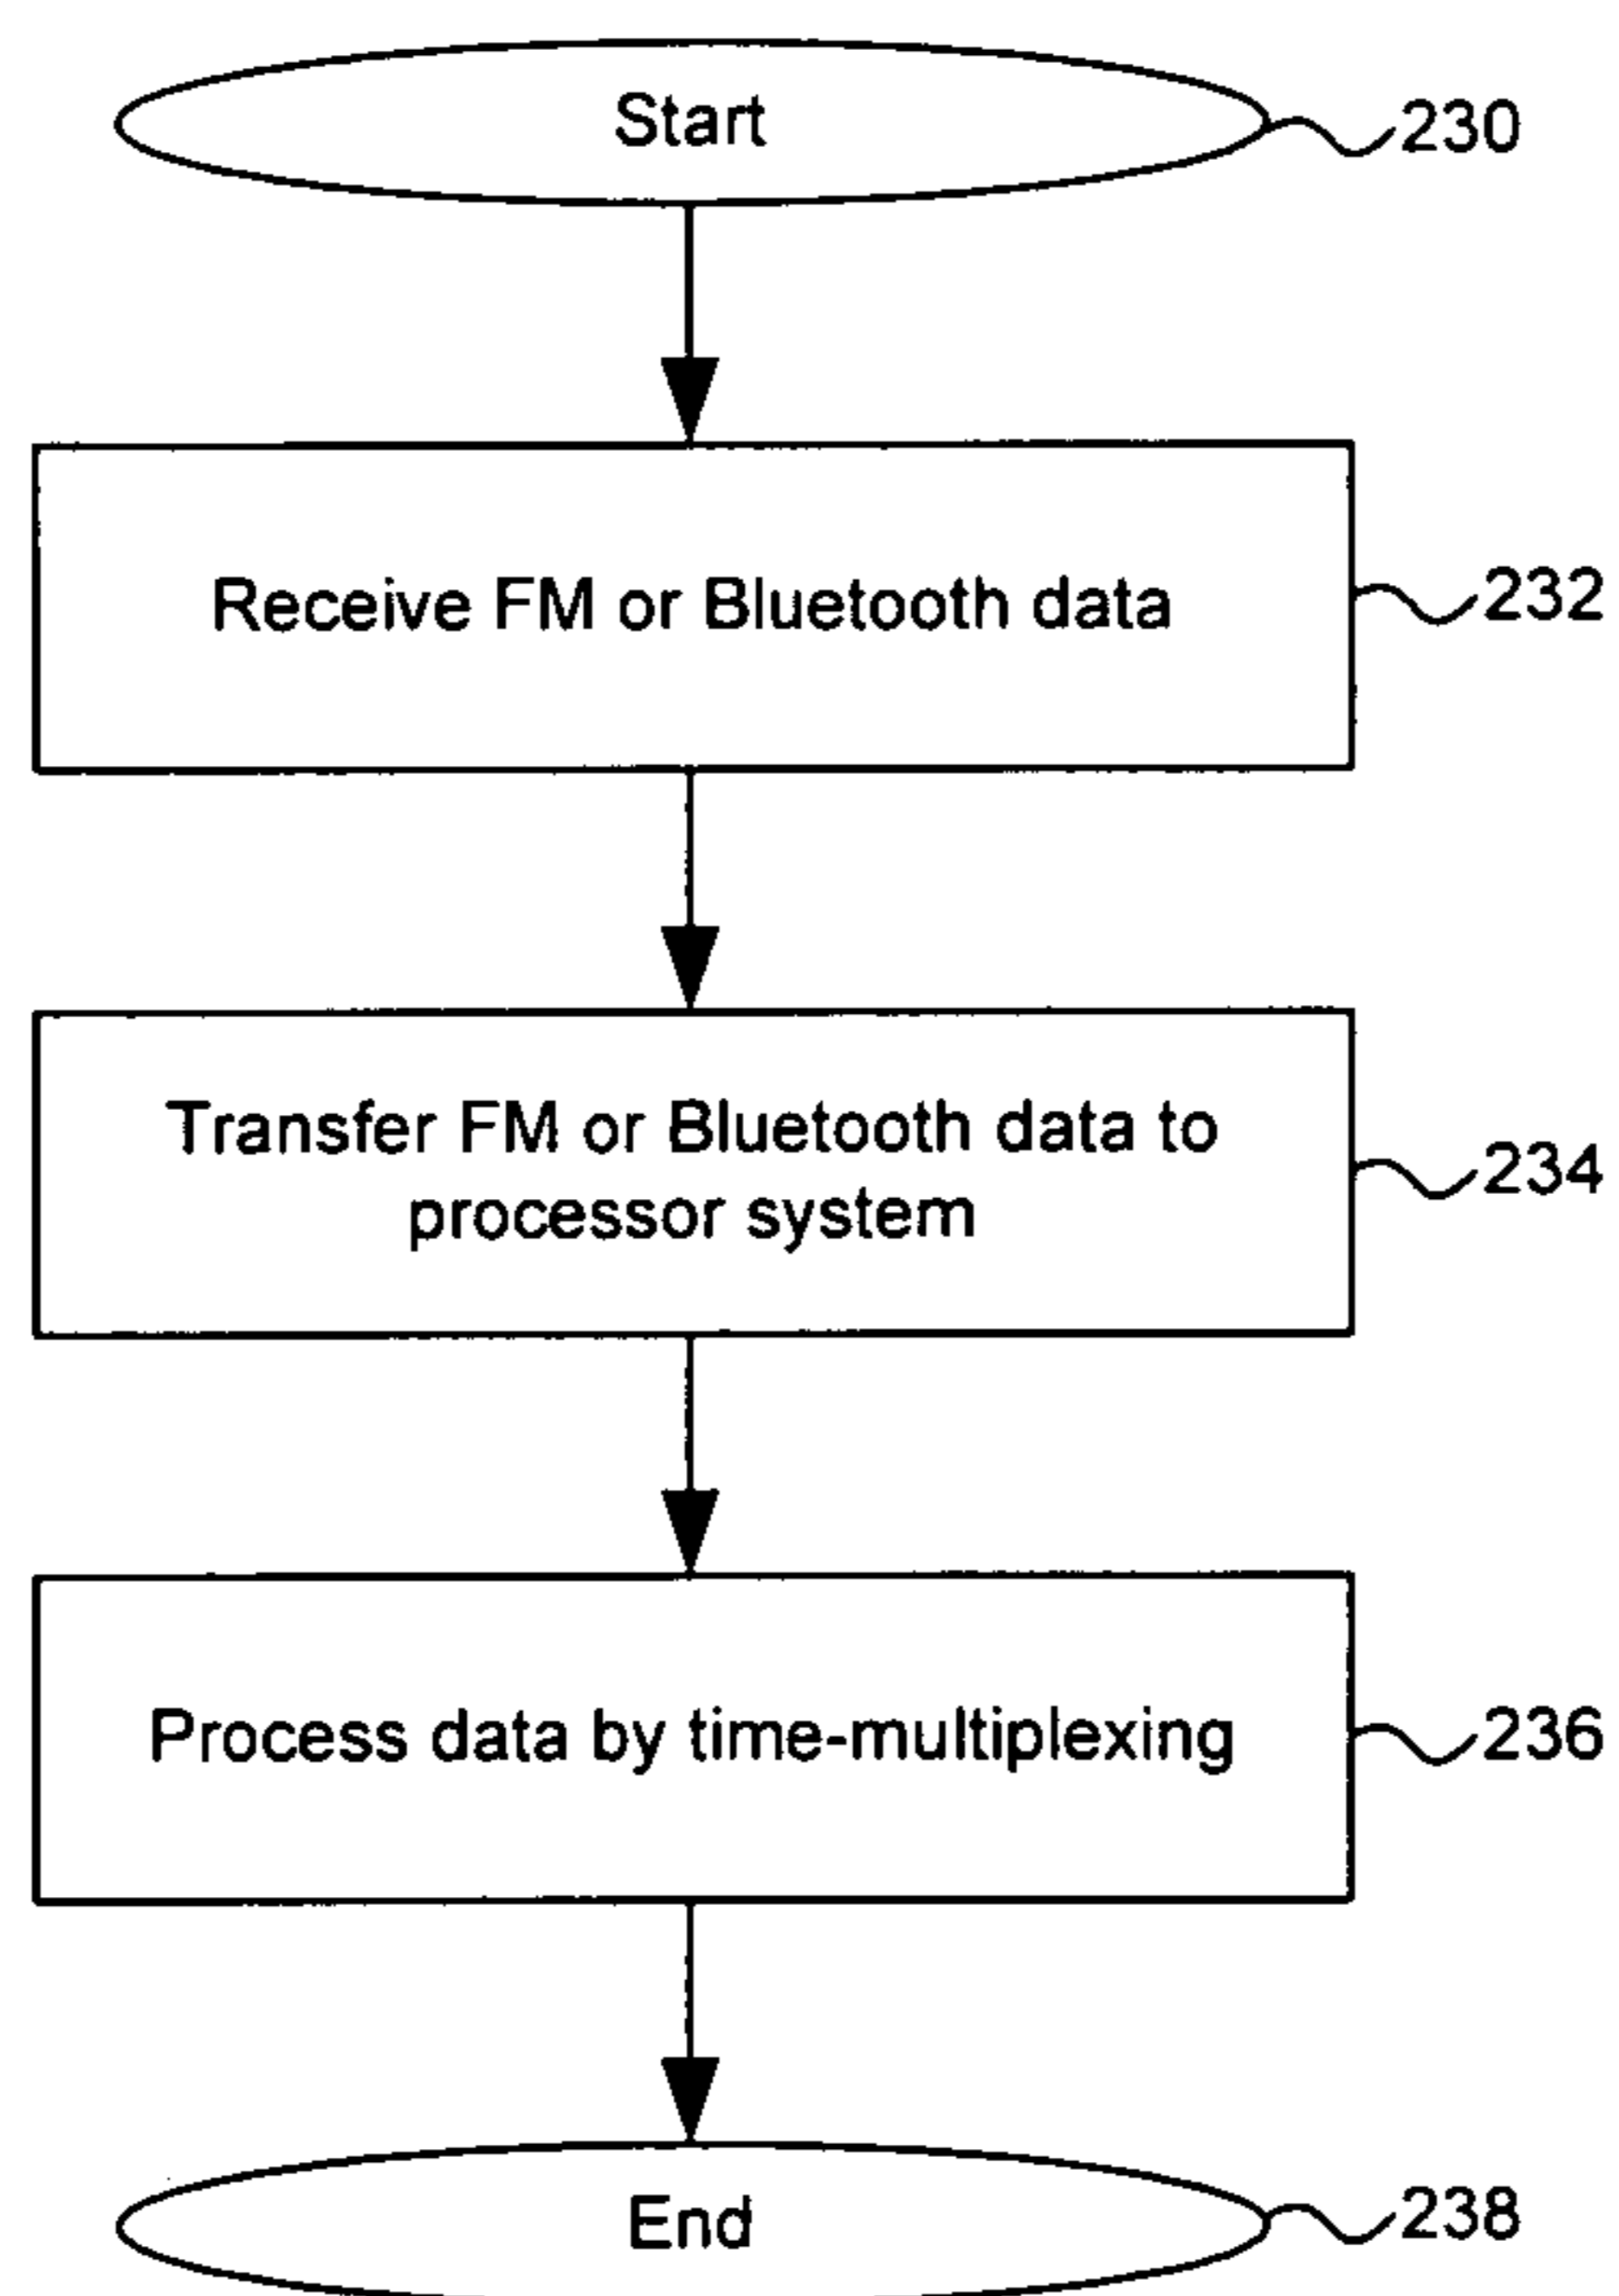 Start
230
Receive FM or Bluetooth data
232
Transfer FM or Bluetooth data to
processor system
234
Process data by time-multiplexing
236
End
238